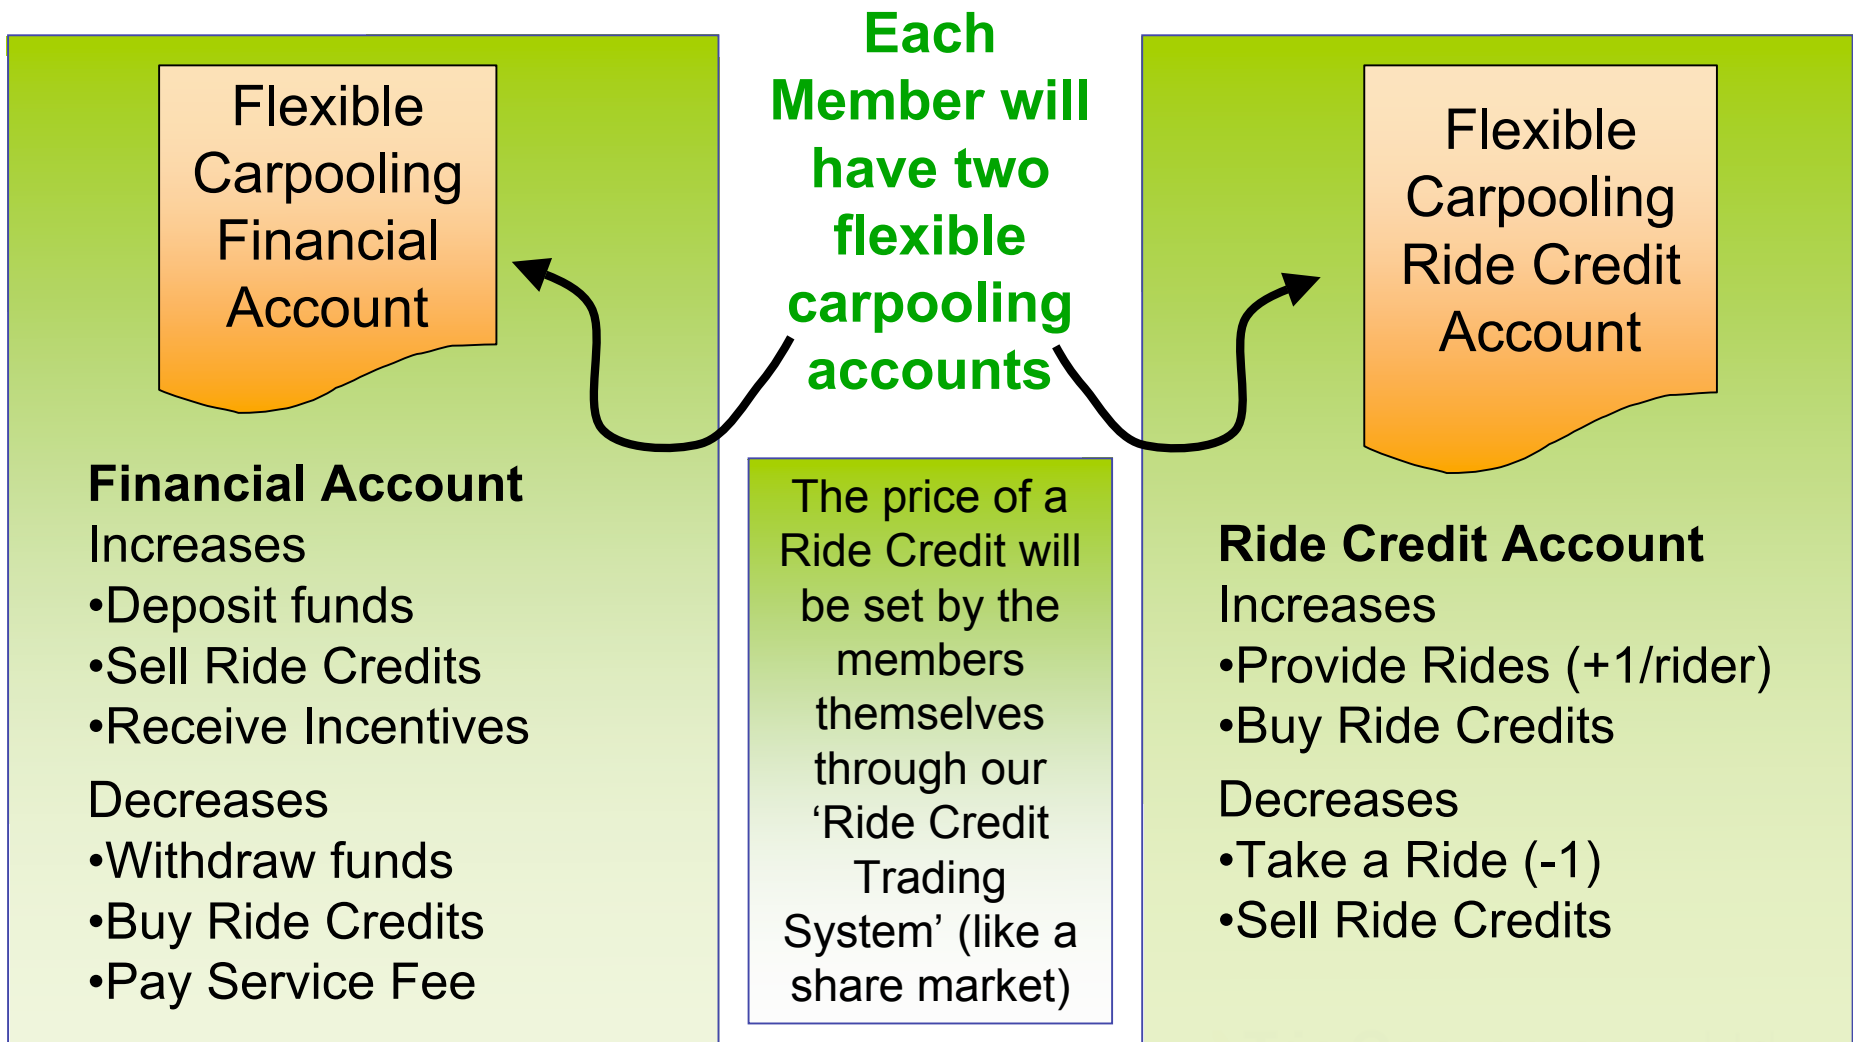 Flexible
Carpooling
Financial
Account
Financial Account
Increases
•Deposit funds
•Sell Ride Credits
•Receive Incentives
Decreases
•Withdraw funds
•Buy Ride Credits
•Pay Service Fee
Each
Member will
have two
flexible
carpooling
accounts
The price of a
Ride Credit will
be set by the
members
themselves
through our
‘Ride Credit
Trading
System’ (like a
share market)
Flexible
Carpooling
Ride Credit
Account
Ride Credit Account
Increases
•Provide Rides (+1/rider)
•Buy Ride Credits
Decreases
•Take a Ride (-1)
•Sell Ride Credits